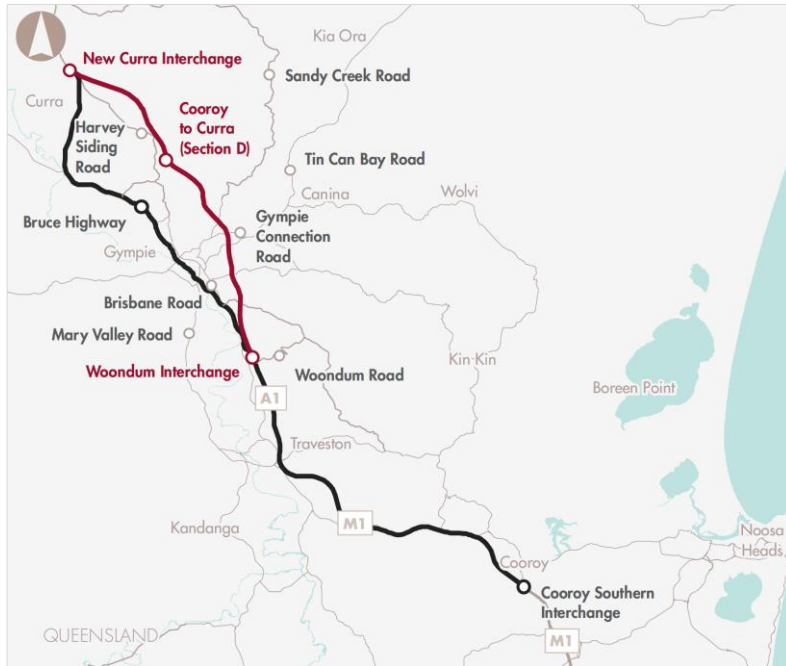 Kia Ora
New Curra Interchange
Sandy Creek Road
Curra
Cooroy
to Curra
(Section D)
Harvey
Siding
Road
Tin Can Bay Road
Canina
Wolvi
Bruce Highway
Gympie
Connection
Road
Gympie
Brisbane Road
Mary Valley Road
Kin Kin
Woondum Interchange
Woondum Road
Boreen Point
A1
Traveston
Kandanga
M1
Noosa
Heads
Cooroy
Cooroy Southern
Interchange
QUEENSLAND
M1